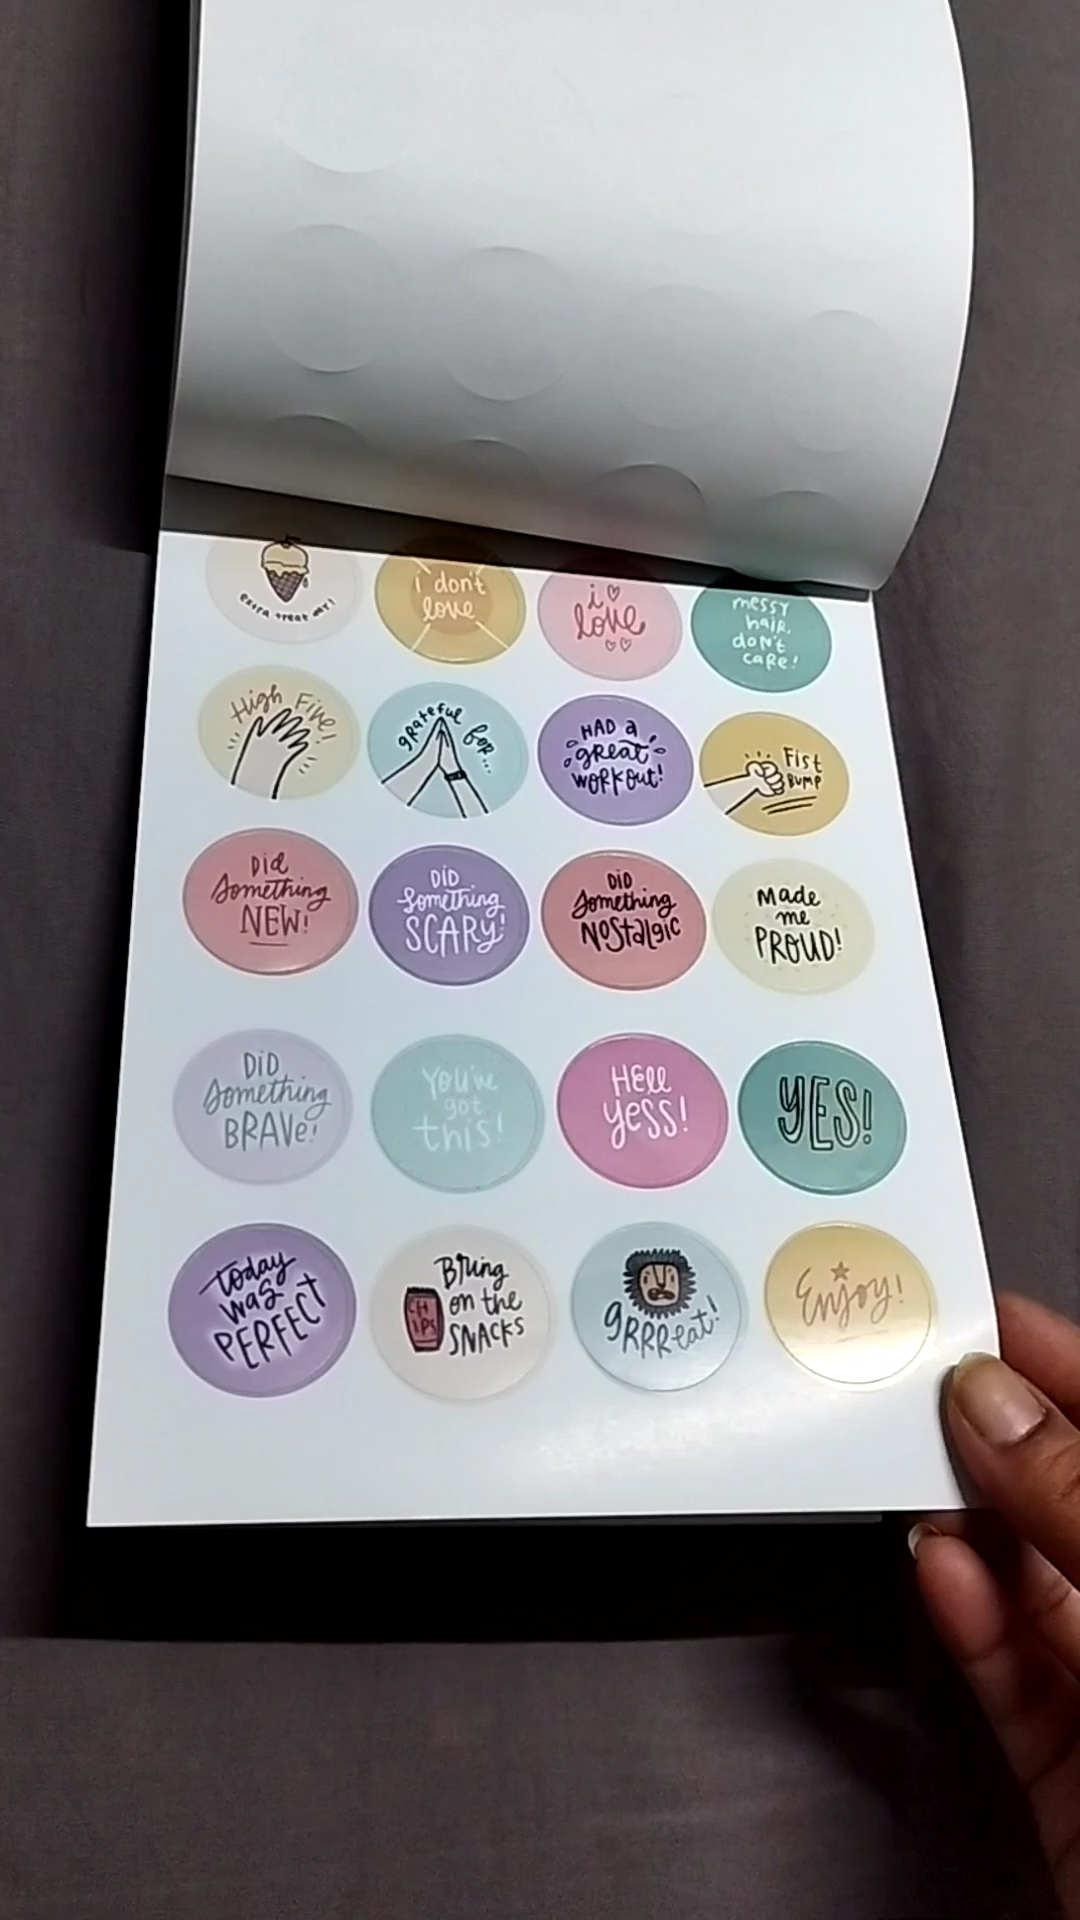 extra treat day!
i don't
love
i
love
messy
hair,
don't
care!
High Five!
grateful for...
HAD a
great
workout!
Fist
BUMP
Did
Something
NEW!
DID
Something
SCARY!
DID
Something
Nostalgic
Made
me
PROUD!
DID
Something
BRAVe!
You've
got
this!
Hell
yess!
YES!
today
was
PERFECT
CH
IPS
Bring
on the
SNACKS
gRRReat!
Enjoy!